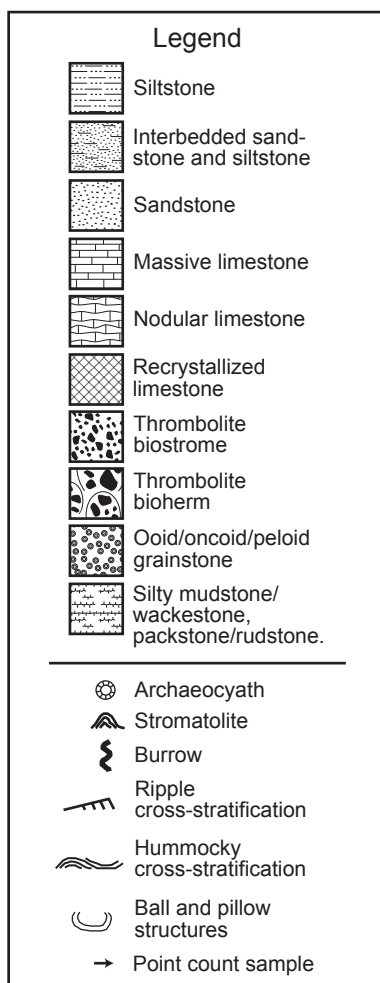 Legend
Siltstone
Interbedded sand-
stone and siltstone
Sandstone
Massive limestone
Nodular limestone
Recrystallized
limestone
Thrombolite
biostrome
Thrombolite
bioherm
Ooid/oncoid/peloid
grainstone
Silty mudstone/
wackestone,
packstone/rudstone.
Archaeocyath
Stromatolite
Burrow
Ripple
cross-stratification
Hummocky
cross-stratification
Ball and pillow
structures
Point count sample